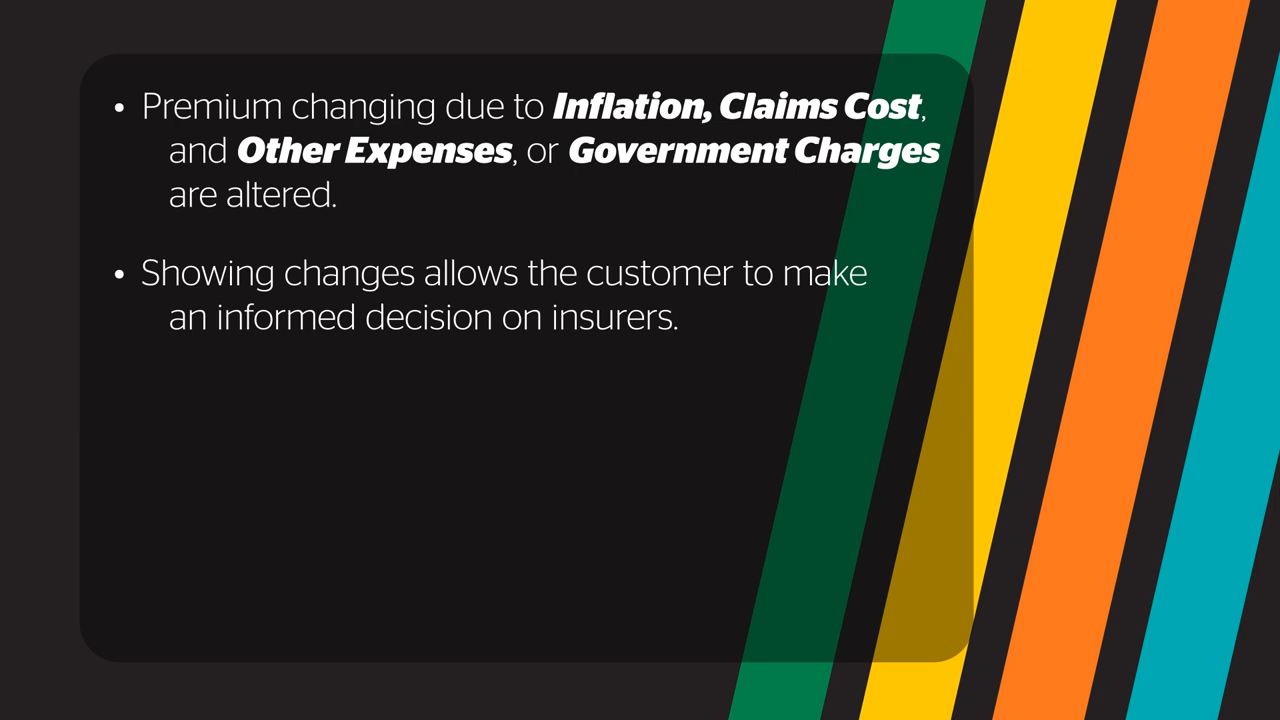 • Premium changing due to Inflation, Claims Cost,
and Other Expenses, or Government Charges
are altered.
• Showing changes allows the customer to make
an informed decision on insurers.